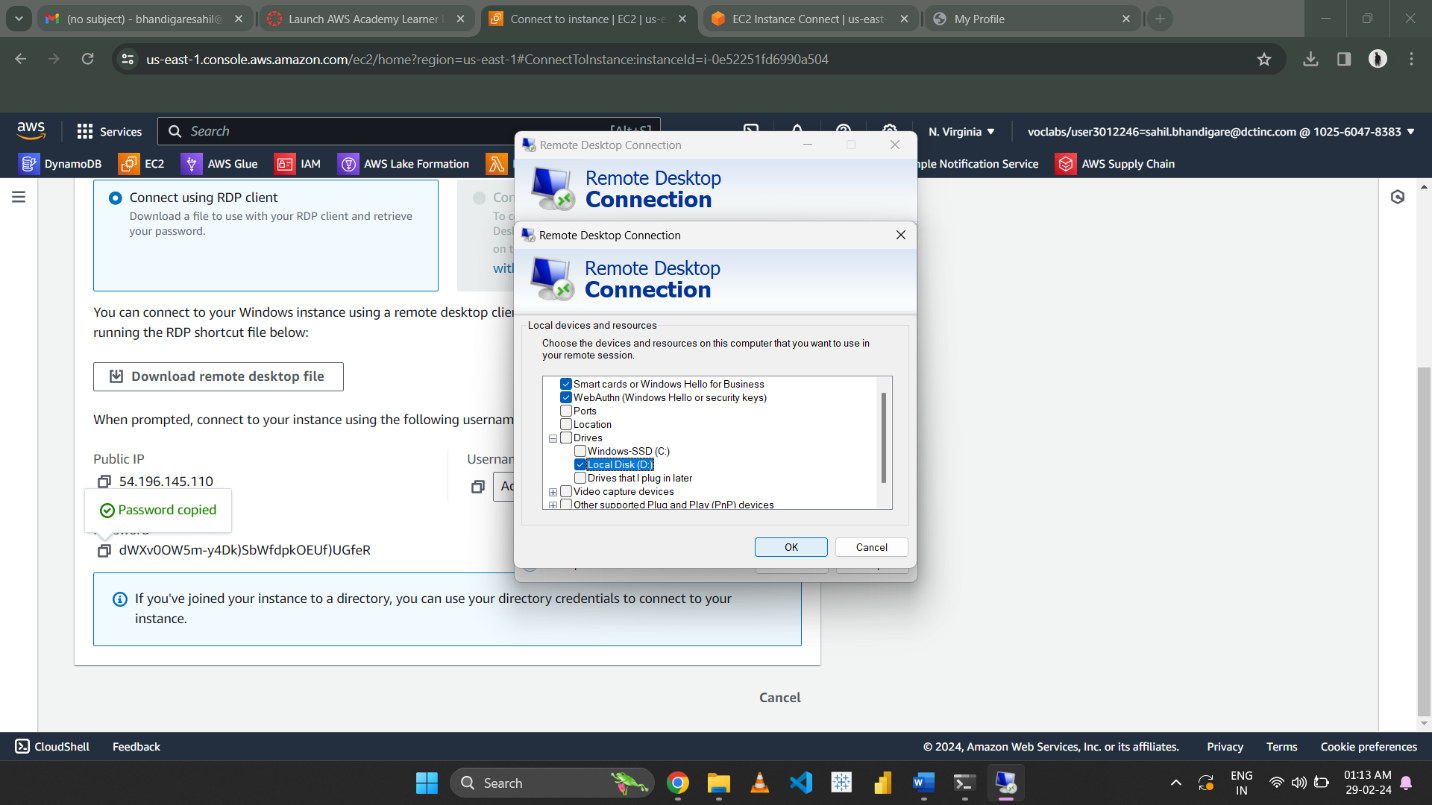 (no subject) - bhandigaresahil@
Launch AWS Academy Learner
Connect to instance | EC2 | us-e
EC2 Instance Connect | us-east-
My Profile
us-east-1.console.aws.amazon.com/ec2/home?region=us-east-1#ConnectToInstance:instanceId=i-0e52251fd6990a504
aws
Services
Search
[Alt+S]
N. Virginia
voclabs/user3012246=sahil.bhandigare@dctinc.com @ 1025-6047-8383
DynamoDB
EC2
AWS Glue
IAM
AWS Lake Formation
ple Notification Service
AWS Supply Chain
Connect using RDP client
Download a file to use with your RDP client and retrieve
your password.
Con
To c
Des
on t
with
You can connect to your Windows instance using a remote desktop clien
running the RDP shortcut file below:
Download remote desktop file
When prompted, connect to your instance using the following usernam
Public IP
54.196.145.110
Usernam
Password copied
dWXv0OW5m-y4Dk)SbWfdpkOEUf)UGfeR
If you've joined your instance to a directory, you can use your directory credentials to connect to your
instance.
Cancel
Remote Desktop Connection
Remote Desktop
Connection
Remote Desktop Connection
Remote Desktop
Connection
Local devices and resources
Choose the devices and resources on this computer that you want to use in
your remote session.
Smart cards or Windows Hello for Business
WebAuthn (Windows Hello or security keys)
Ports
Location
Drives
Windows-SSD (C:)
Local Disk (D:)
Drives that I plug in later
Video capture devices
Other supported Plug and Play (PnP) devices
OK
Cancel
CloudShell
Feedback
© 2024, Amazon Web Services, Inc. or its affiliates.
Privacy
Terms
Cookie preferences
Search
ENG
IN
01:13 AM
29-02-24